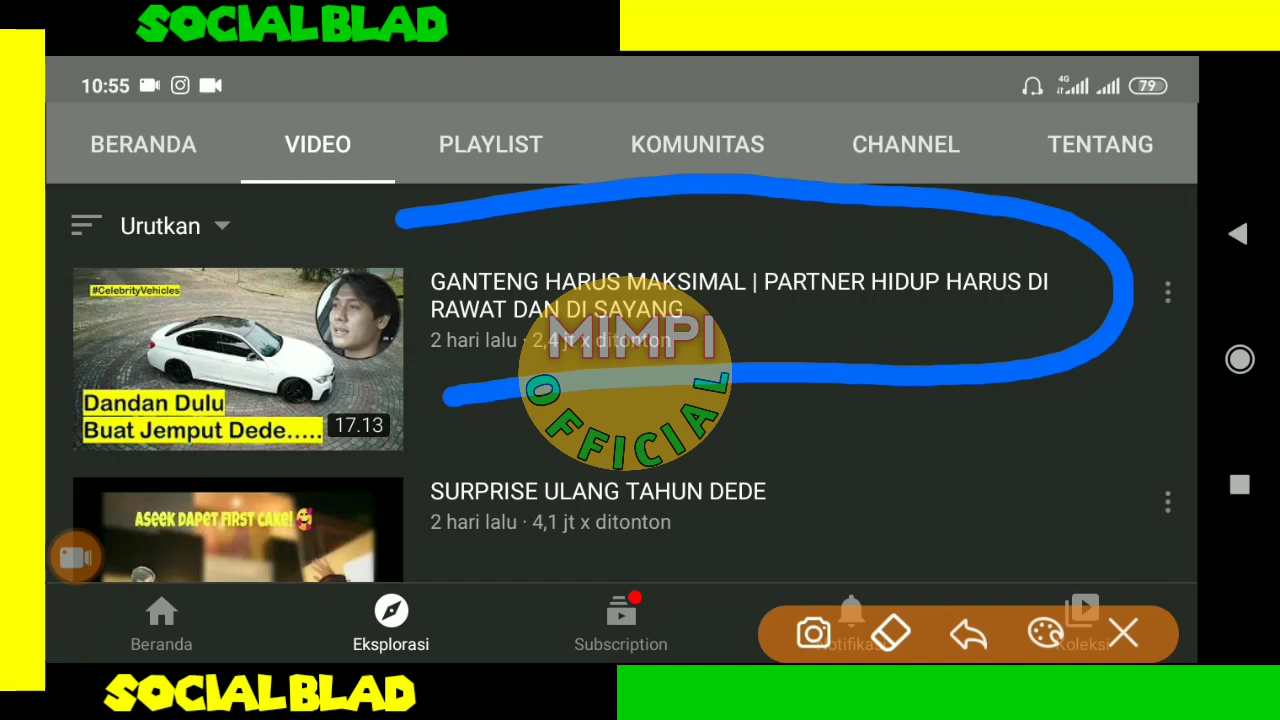 SOCIALBLAD
10:55
4G
79
BERANDA
VIDEO
PLAYLIST
KOMUNITAS
CHANNEL
TENTANG
Urutkan
#CelebrityVehicles
Dandan Dulu
Buat Jemput Dede.....
17.13
GANTENG HARUS MAKSIMAL | PARTNER HIDUP HARUS DI
RAWAT DAN DI SAYANG
2 hari lalu · 2,4 jt x ditonton
MIMPI
OFFICIAL
ASeeK DAPeT FIRST CAKe!
SURPRISE ULANG TAHUN DEDE
2 hari lalu · 4,1 jt x ditonton
Beranda
Eksplorasi
Subscription
Notifikasi
Koleksi
SOCIALBLAD